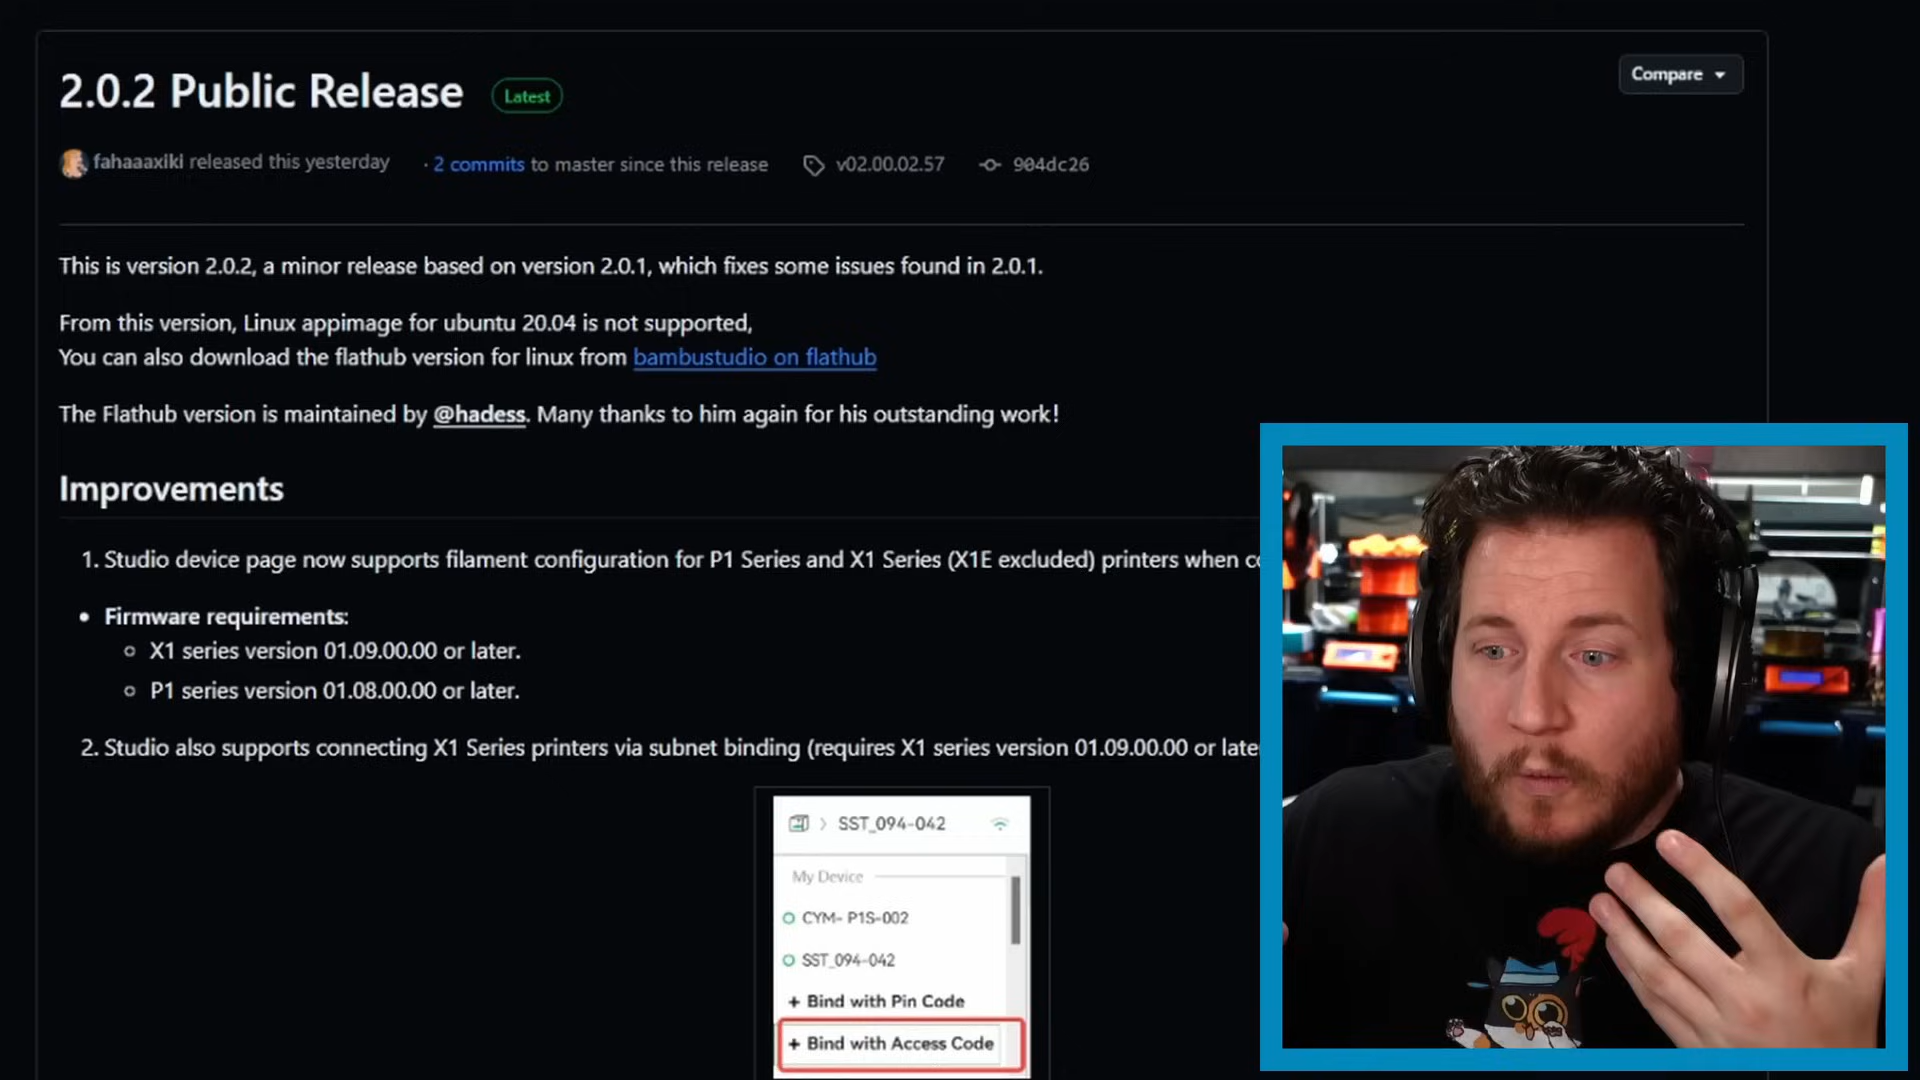 2.0.2 Public Release Latest
Compare
fahaaaxiki released this yesterday · 2 commits to master since this release v02.00.02.57 904dc26
This is version 2.0.2, a minor release based on version 2.0.1, which fixes some issues found in 2.0.1.
From this version, Linux appimage for ubuntu 20.04 is not supported,
You can also download the flathub version for linux from bambustudio on flathub
The Flathub version is maintained by @hadess. Many thanks to him again for his outstanding work!
Improvements
1. Studio device page now supports filament configuration for P1 Series and X1 Series (X1E excluded) printers when
Firmware requirements:
X1 series version 01.09.00.00 or later.
P1 series version 01.08.00.00 or later.
2. Studio also supports connecting X1 Series printers via subnet binding (requires X1 series version 01.09.00.00 or
SST_094-042
My Device
CYM- P1S-002
SST_094-042
+ Bind with Pin Code
+ Bind with Access Code